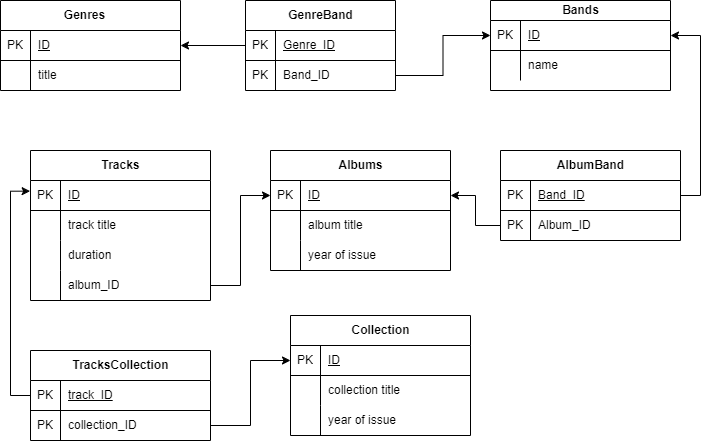 Genres
PK ID
title
GenreBand
PK Genre_ID
PK Band_ID
Bands
PK ID
name
Tracks
PK ID
track title
duration
album_ID
Albums
PK ID
album title
year of issue
AlbumBand
PK Band_ID
PK Album_ID
TracksCollection
PK track_ID
PK collection_ID
Collection
PK ID
collection title
year of issue